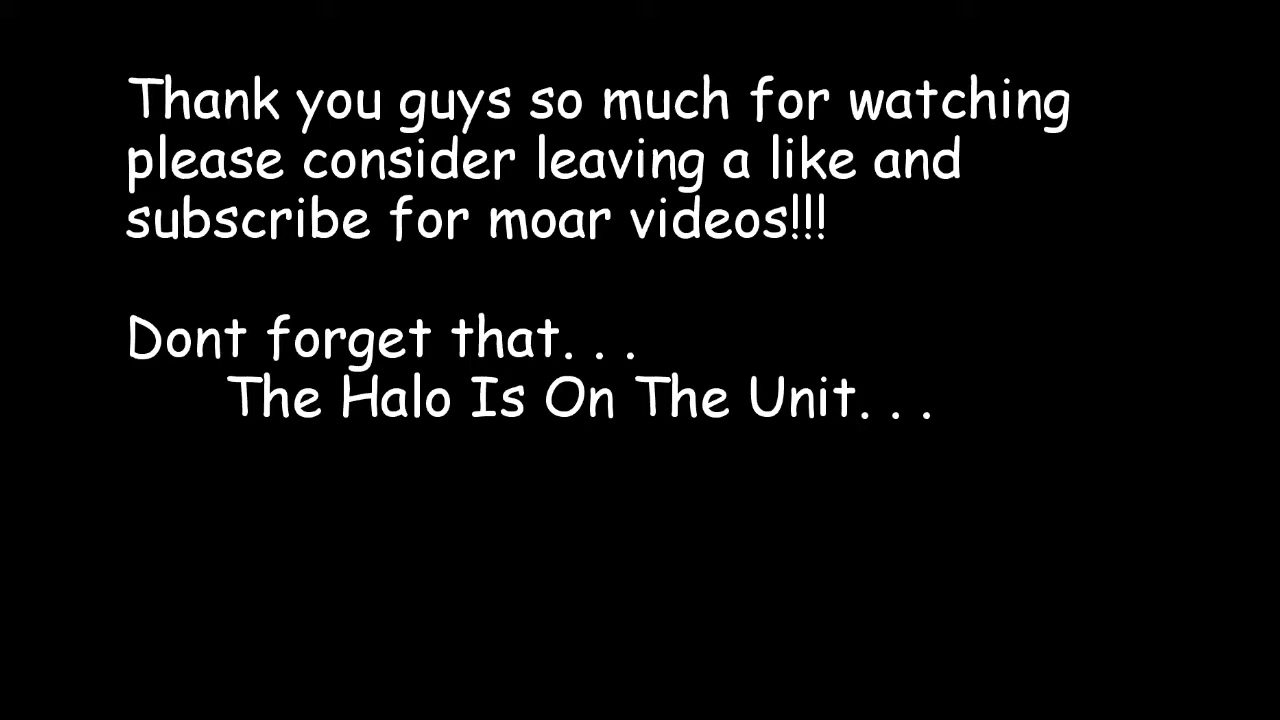 Thank you guys so much for watching
please consider leaving a like and
subscribe for moar videos!!!
Dont forget that. . .
The Halo Is On The Unit. . .